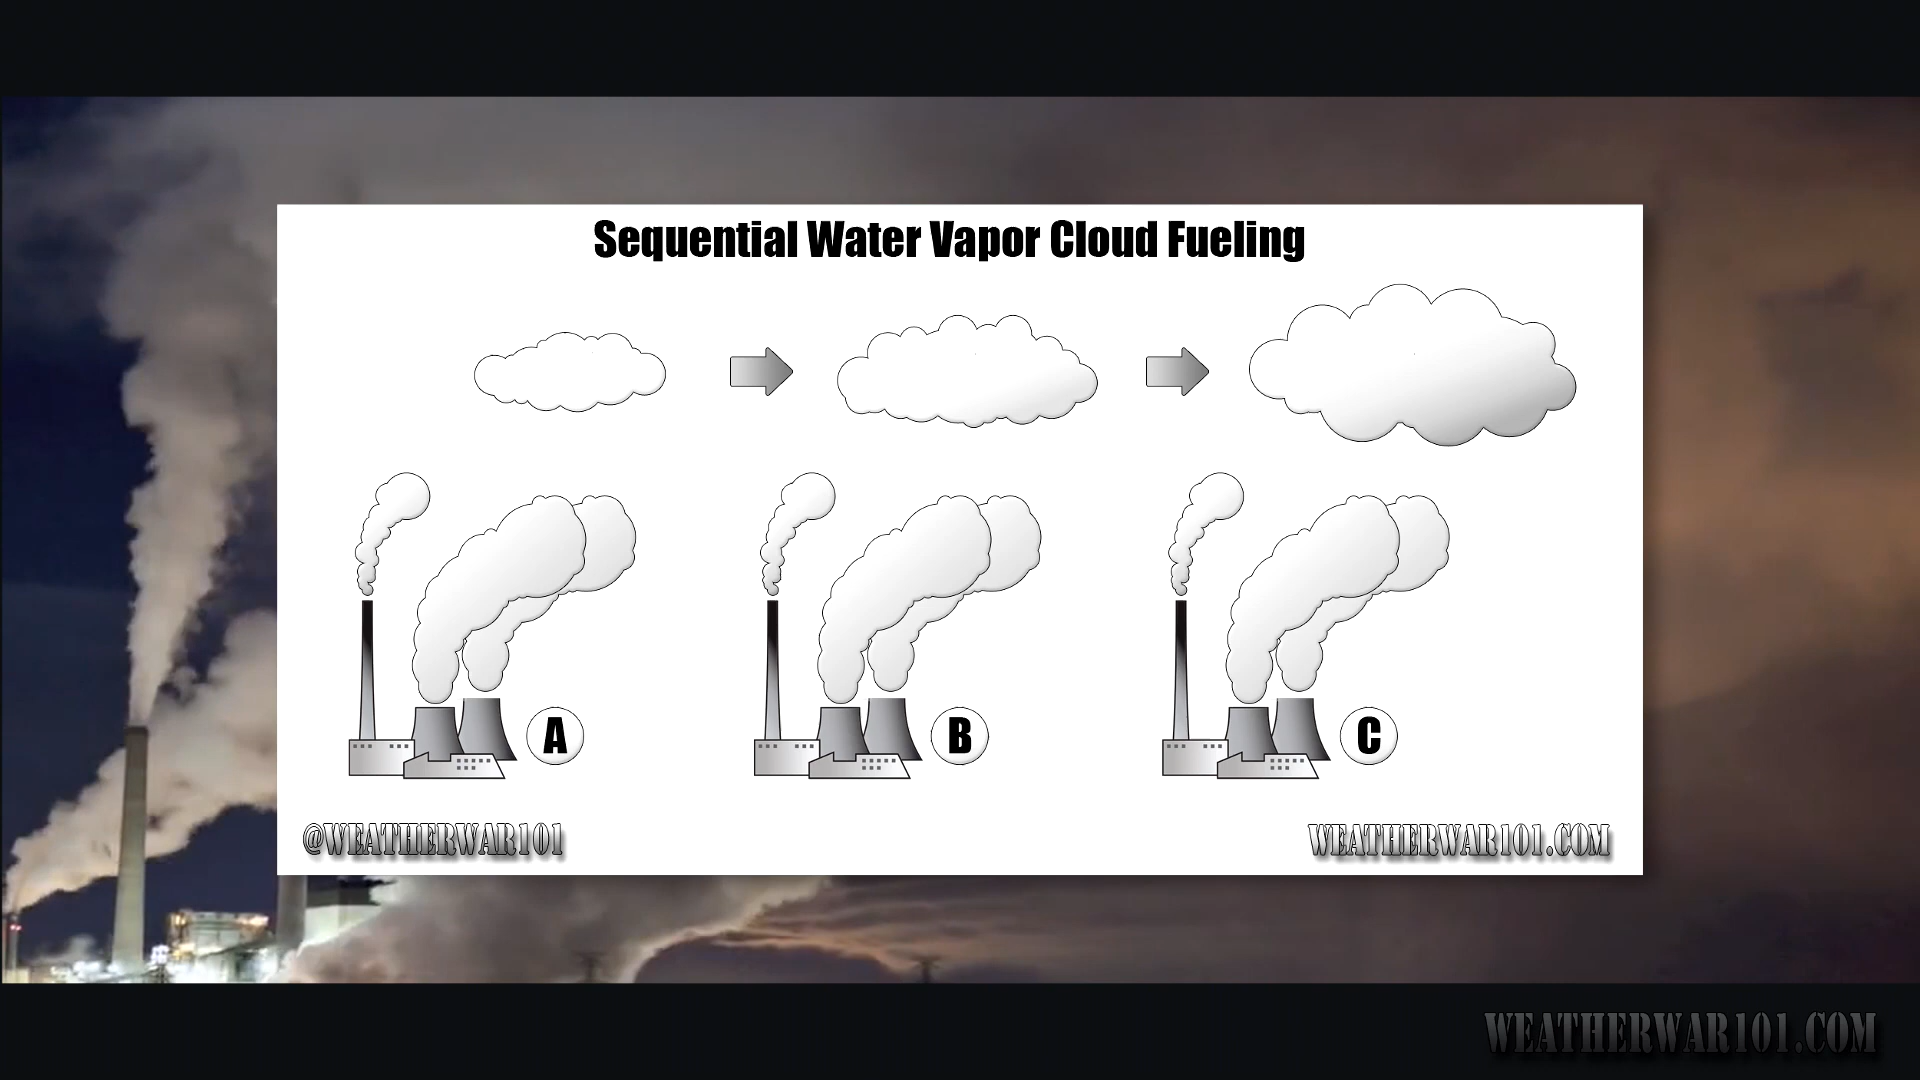 Sequential Water Vapor Cloud Fueling
A
B
C
@WEATHERWAR101
WEATHERWAR101.COM
WEATHERWAR101.COM